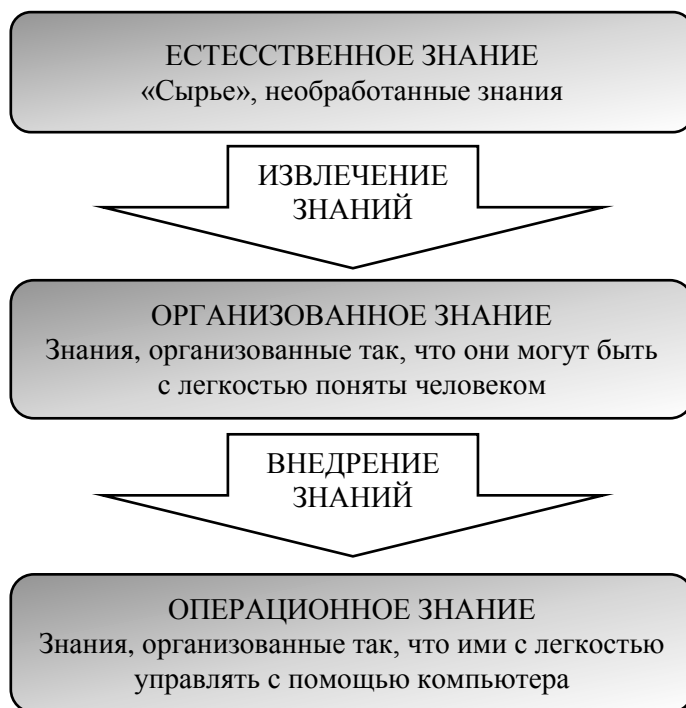 ЕСТЕССТВЕННОЕ ЗНАНИЕ
«Сырье», необработанные знания
ИЗВЛЕЧЕНИЕ
ЗНАНИЙ
ОРГАНИЗОВАННОЕ ЗНАНИЕ
Знания, организованные так, что они могут быть
с легкостью поняты человеком
ВНЕДРЕНИЕ
ЗНАНИЙ
ОПЕРАЦИОННОЕ ЗНАНИЕ
Знания, организованные так, что ими с легкостью
управлять с помощью компьютера